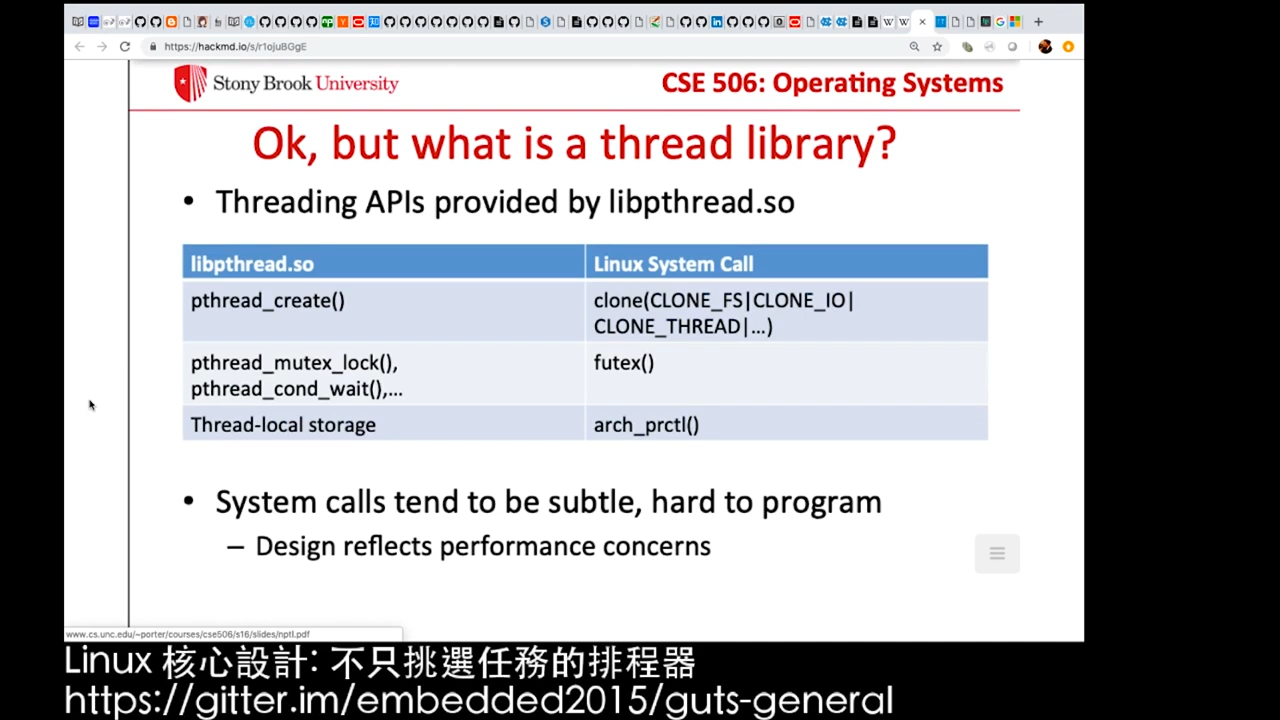 https://hackmd.io/s/r1ojuBGgE
Stony Brook University
CSE 506: Operating Systems
Ok, but what is a thread library?
• Threading APIs provided by libpthread.so
libpthread.so
Linux System Call
pthread_create()
clone(CLONE_FS|CLONE_IO|
CLONE_THREAD|…)
pthread_mutex_lock(),
pthread_cond_wait(),…
futex()
Thread-local storage
arch_prctl()
• System calls tend to be subtle, hard to program
– Design reflects performance concerns
www.cs.unc.edu/~porter/courses/cse506/s16/slides/nptl.pdf
Linux 核心設計: 不只挑選任務的排程器
https://gitter.im/embedded2015/guts-general